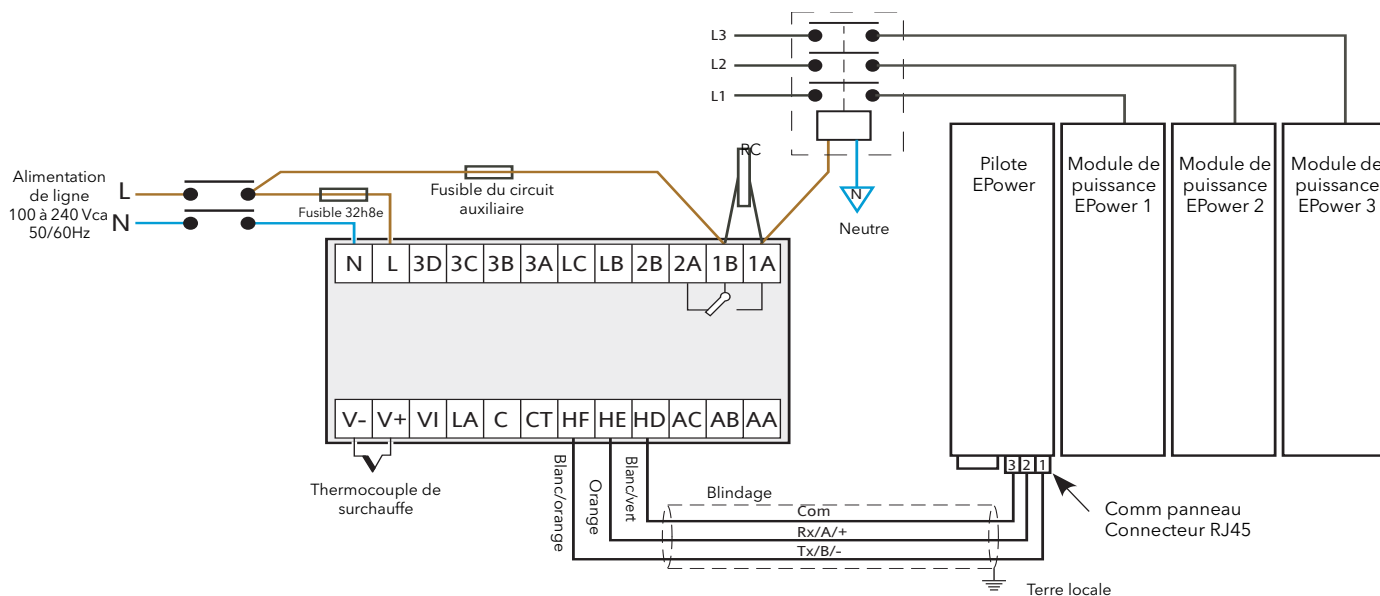 L3
L2
L1
RC
N
Neutre
Alimentation
de ligne
100 à 240 Vca
50/60Hz
L
N
Fusible du circuit
auxiliaire
Fusible 32h8e
N L 3D 3C 3B 3A LC LB 2B 2A 1B 1A
V- V+ VI LA C CT HF HE HD AC AB AA
Pilote
EPower
Module de
puissance
EPower 1
Module de
puissance
EPower 2
Module de
puissance
EPower 3
3 2 1
Thermocouple de
surchauffe
Blanc/orange
Orange
Blanc/vert
Blindage
Com
Rx/A/+
Tx/B/-
Comm panneau
Connecteur RJ45
Terre locale